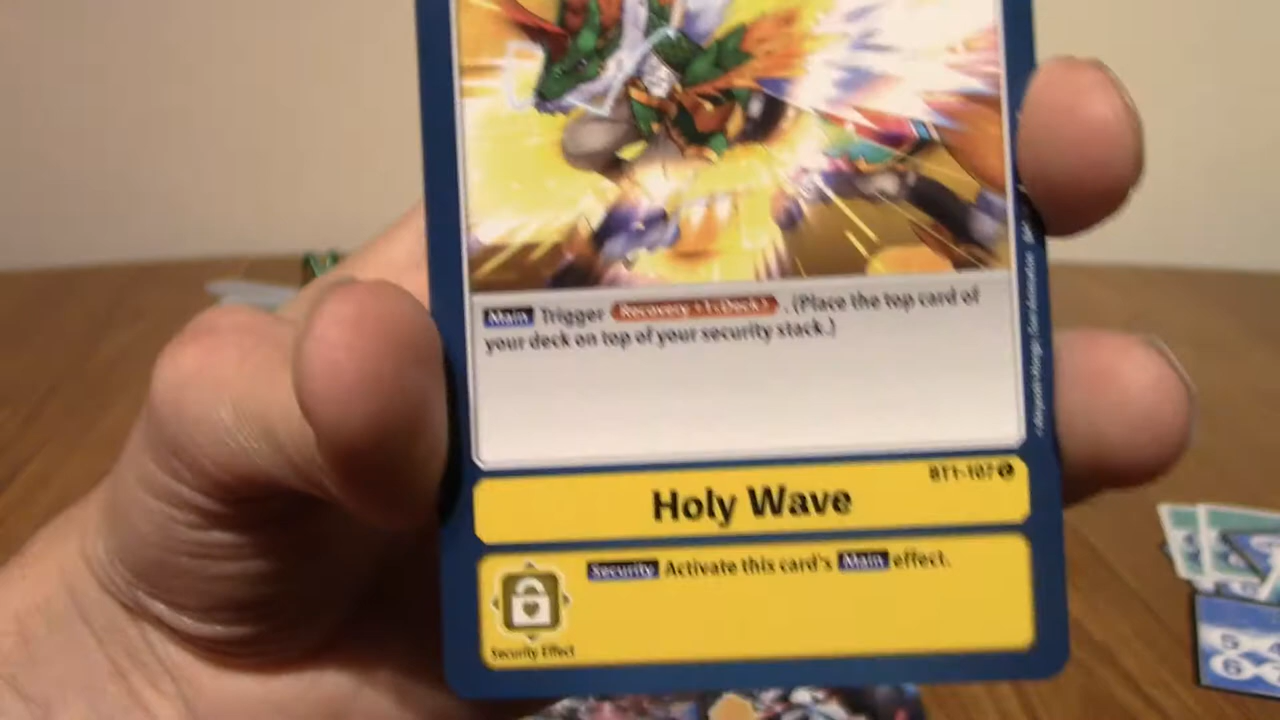 Main Trigger Recovery +1 <Deck>. (Place the top card of
your deck on top of your security stack.)
BT1-107 C
Holy Wave
Security Activate this card's Main effect.
Security Effect